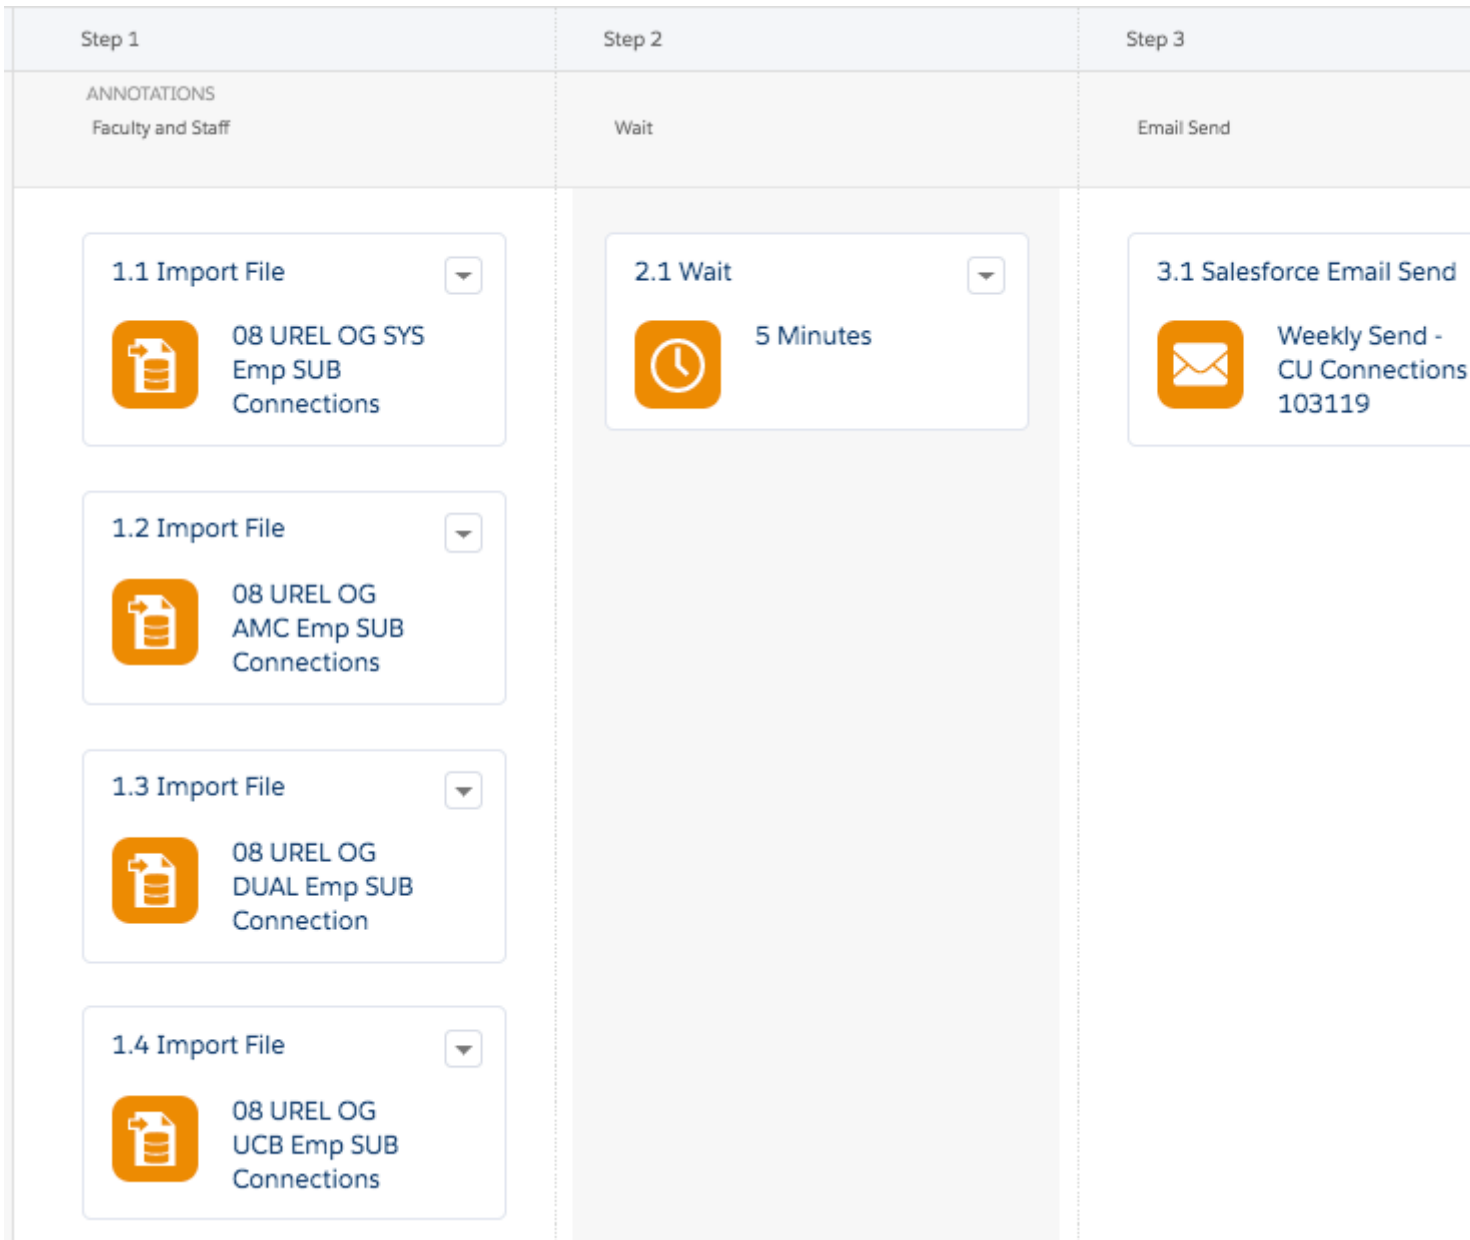 Step 1
Step 2
Step 3
ANNOTATIONS
Faculty and Staff
Wait
Email Send
1.1 Import File
08 UREL OG SYS
Emp SUB
Connections
2.1 Wait
5 Minutes
3.1 Salesforce Email Send
Weekly Send -
CU Connections
103119
1.2 Import File
08 UREL OG
AMC Emp SUB
Connections
1.3 Import File
08 UREL OG
DUAL Emp SUB
Connection
1.4 Import File
08 UREL OG
UCB Emp SUB
Connections